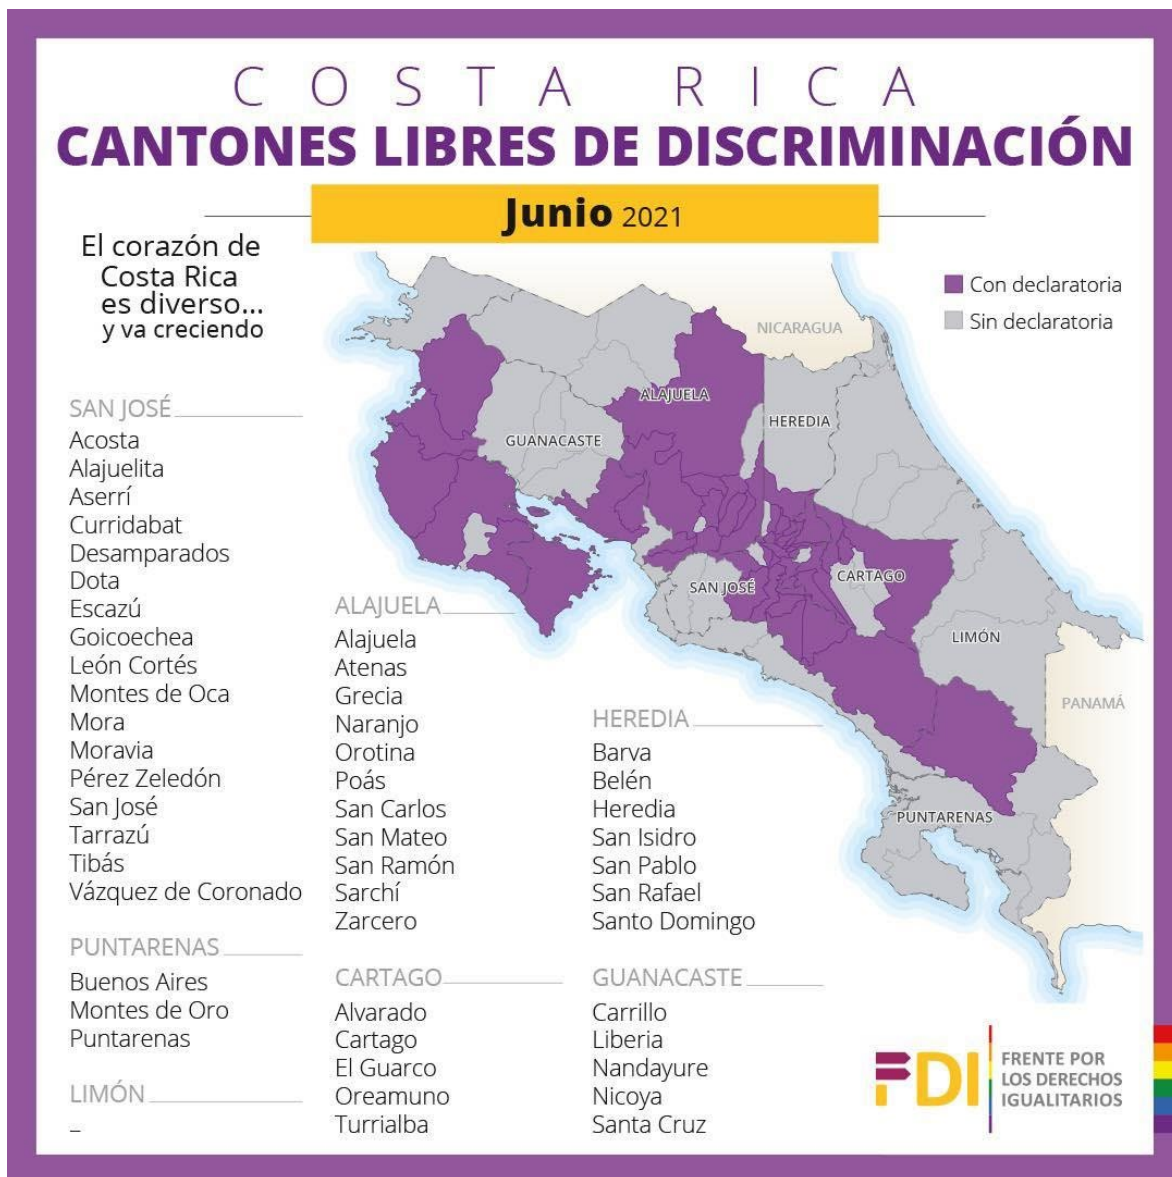 COSTA RICA
CANTONES LIBRES DE DISCRIMINACIÓN
Junio 2021
El corazón de
Costa Rica
es diverso...
y va creciendo
Con declaratoria
Sin declaratoria
NICARAGUA
ALAJUELA
HEREDIA
GUANACASTE
CARTAGO
SAN JOSÉ
LIMÓN
PANAMÁ
PUNTARENAS
SAN JOSÉ
Acosta
Alajuelita
Aserrí
Curridabat
Desamparados
Dota
Escazú
Goicoechea
León Cortés
Montes de Oca
Mora
Moravia
Pérez Zeledón
San José
Tarrazú
Tibás
Vázquez de Coronado
PUNTARENAS
Buenos Aires
Montes de Oro
Puntarenas
LIMÓN
–
ALAJUELA
Alajuela
Atenas
Grecia
Naranjo
Orotina
Poás
San Carlos
San Mateo
San Ramón
Sarchí
Zarcero
CARTAGO
Alvarado
Cartago
El Guarco
Oreamuno
Turrialba
HEREDIA
Barva
Belén
Heredia
San Isidro
San Pablo
San Rafael
Santo Domingo
GUANACASTE
Carrillo
Liberia
Nandayure
Nicoya
Santa Cruz
FDI
FRENTE POR
LOS DERECHOS
IGUALITARIOS